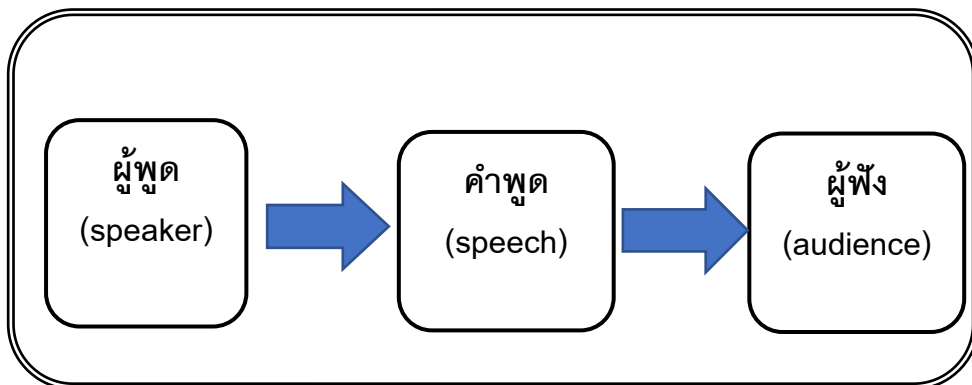 ผู้พูด
(speaker)
คำพูด
(speech)
ผู้ฟัง
(audience)